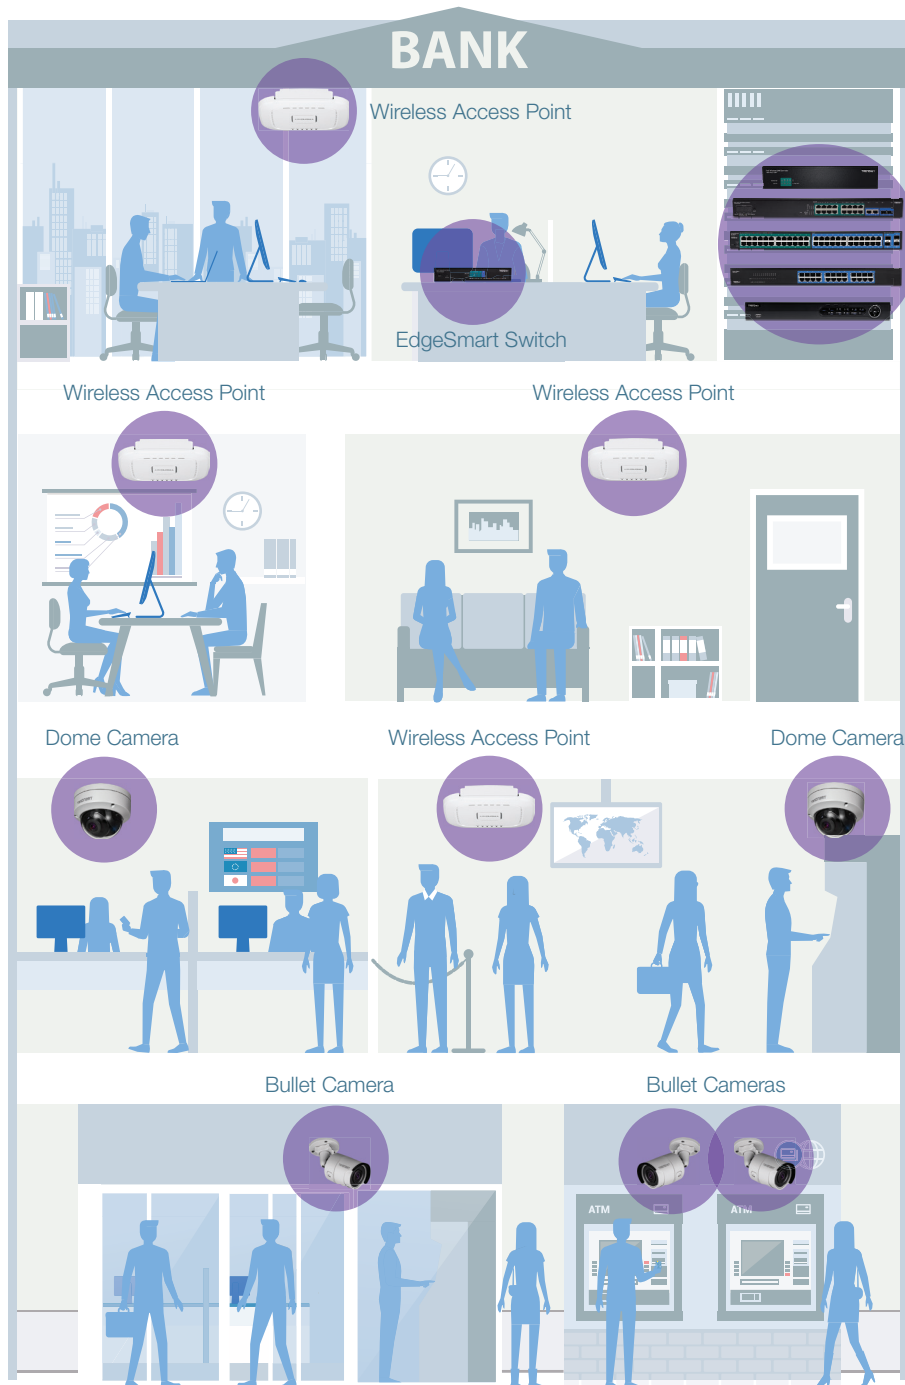 BANK
Wireless Access Point
EdgeSmart Switch
Wireless Access Point
Wireless Access Point
Dome Camera
Wireless Access Point
Dome Camera
Bullet Camera
Bullet Cameras
ATM
ATM